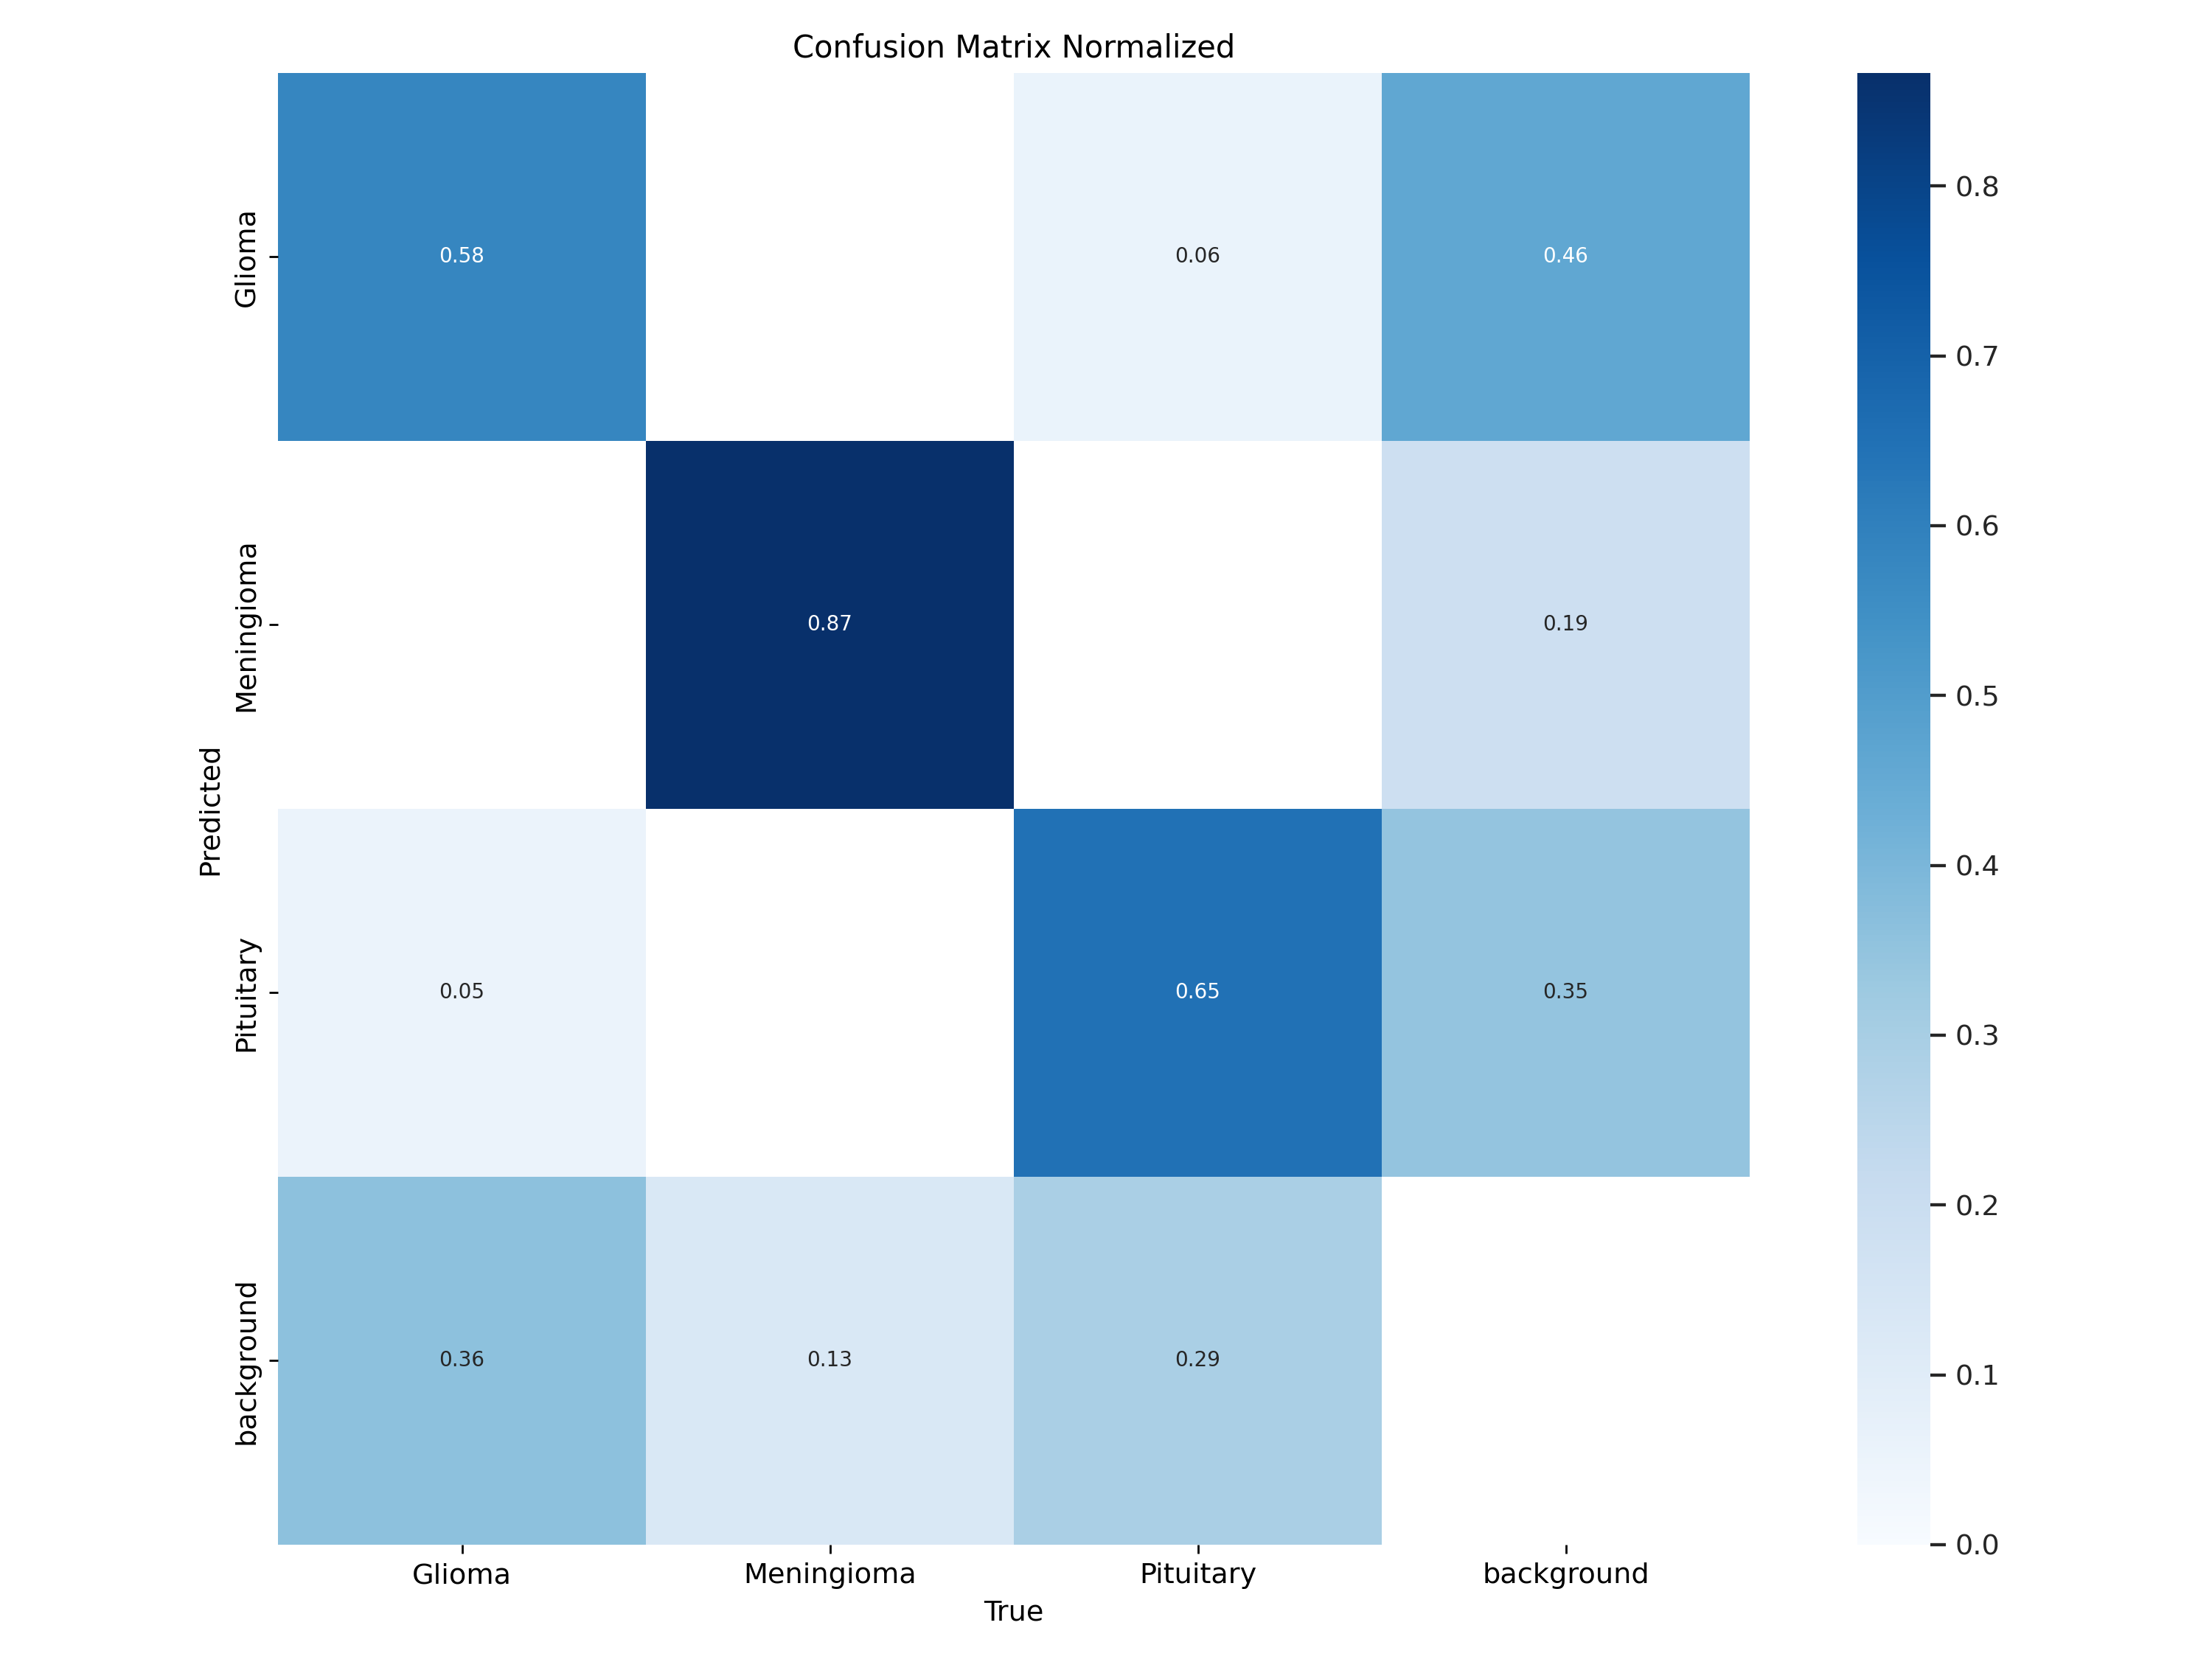 Confusion Matrix Normalized
Glioma
0.58
0.06
0.46
Meningioma
0.87
0.19
Pituitary
0.05
0.65
0.35
background
0.36
0.13
0.29
Predicted
Glioma Meningioma Pituitary background
True
0.8
0.7
0.6
0.5
0.4
0.3
0.2
0.1
0.0